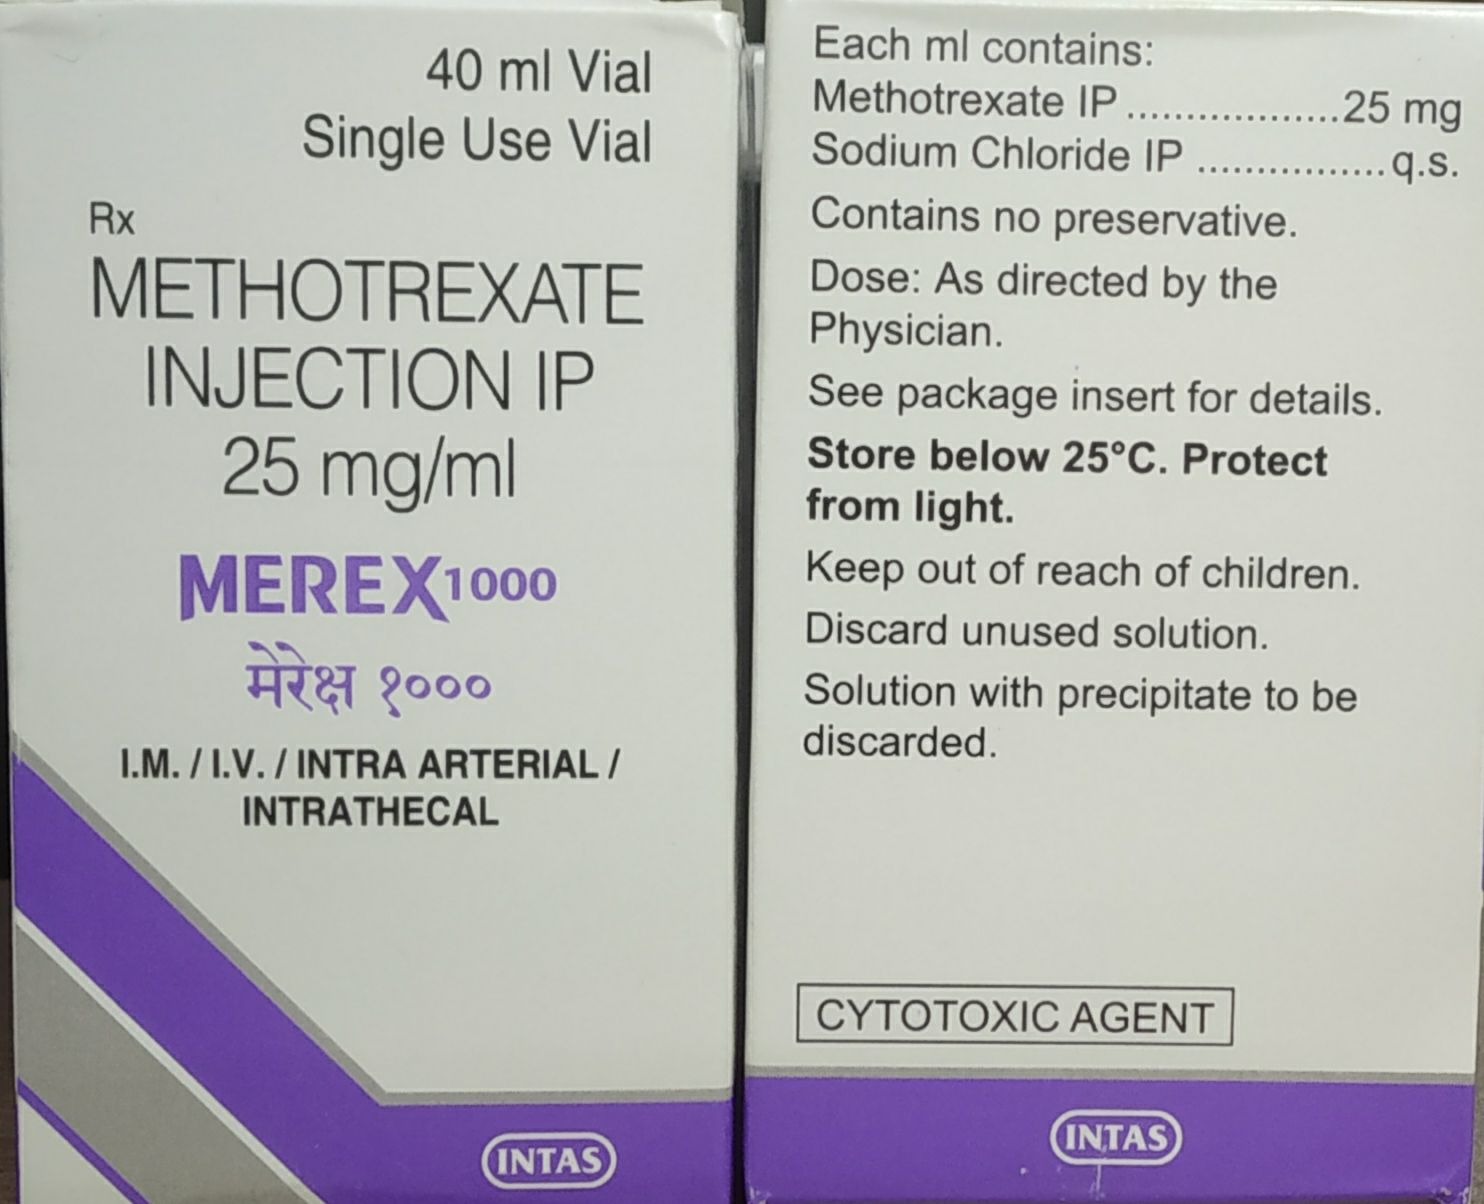 40 ml Vial
Single Use Vial
Rx
METHOTREXATE
INJECTION IP
25 mg/ml
MEREX 1000
मेरेक्ष १०००
I.M. / I.V. / INTRA ARTERIAL /
INTRATHECAL
INTAS
Each ml contains:
Methotrexate IP ..................25 mg
Sodium Chloride IP ................q.s.
Contains no preservative.
Dose: As directed by the
Physician.
See package insert for details.
Store below 25°C. Protect
from light.
Keep out of reach of children.
Discard unused solution.
Solution with precipitate to be
discarded.
CYTOTOXIC AGENT
INTAS